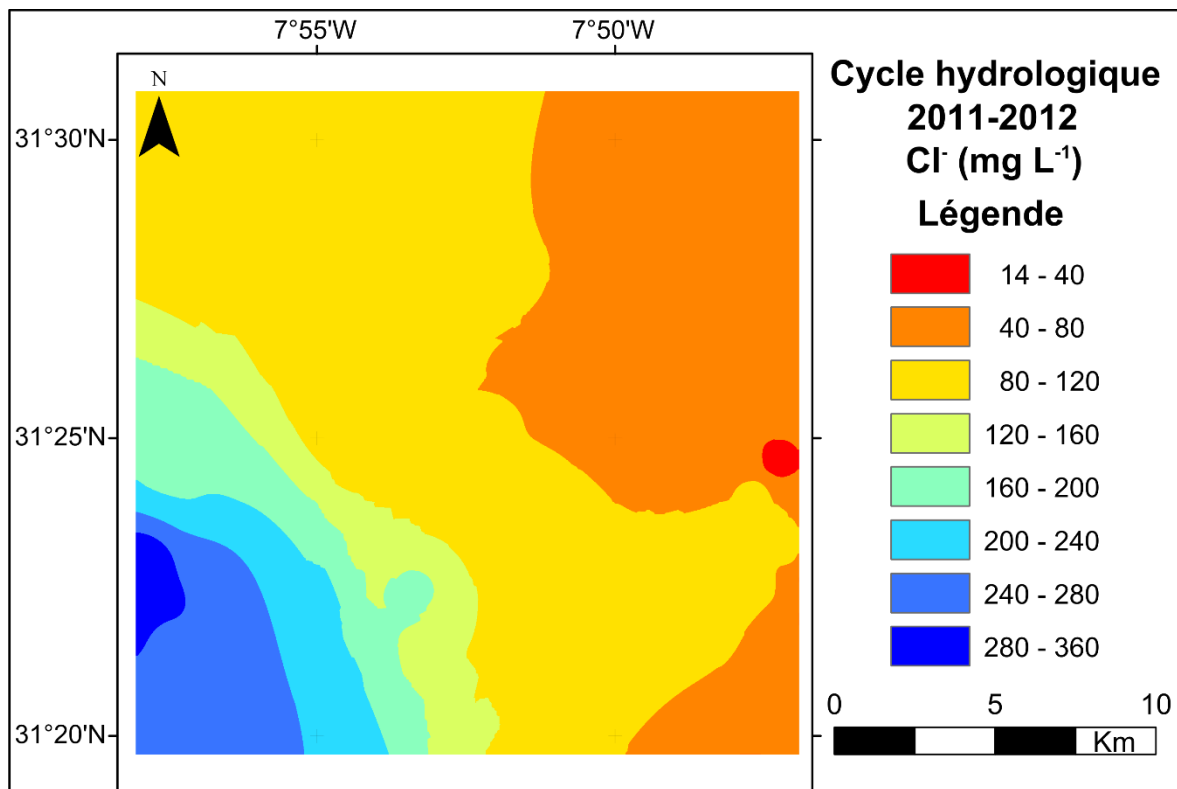 7°55'W
7°50'W
N
31°30'N
31°25'N
31°20'N
Cycle hydrologique
2011-2012
Cl⁻ (mg L⁻¹)
Légende
14 - 40
40 - 80
80 - 120
120 - 160
160 - 200
200 - 240
240 - 280
280 - 360
0 5 10
Km